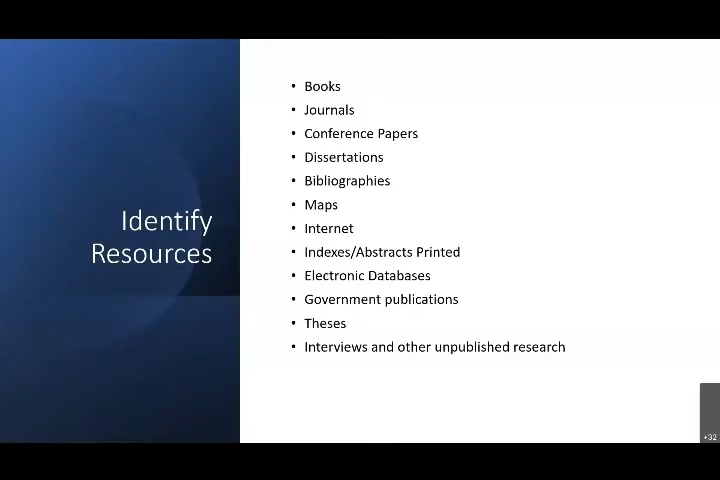 Identify
Resources
• Books
• Journals
• Conference Papers
• Dissertations
• Bibliographies
• Maps
• Internet
• Indexes/Abstracts Printed
• Electronic Databases
• Government publications
• Theses
• Interviews and other unpublished research
+32